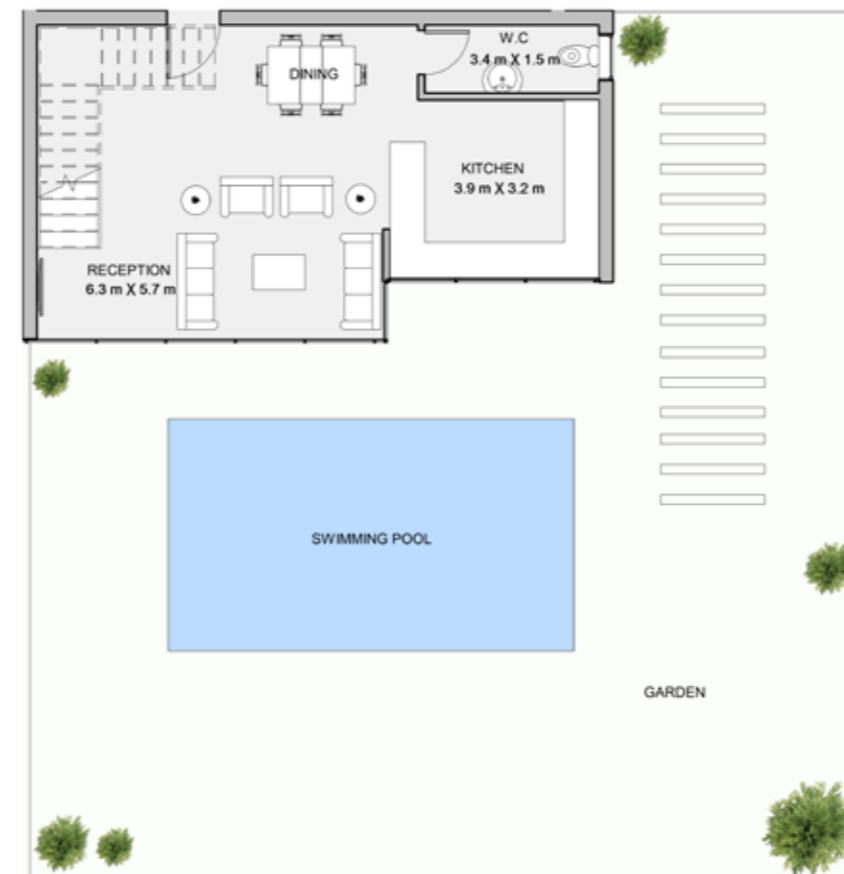 W.C
3.4 m X 1.5 m
DINING
KITCHEN
3.9 m X 3.2 m
RECEPTION
6.3 m X 5.7 m
SWIMMING POOL
GARDEN